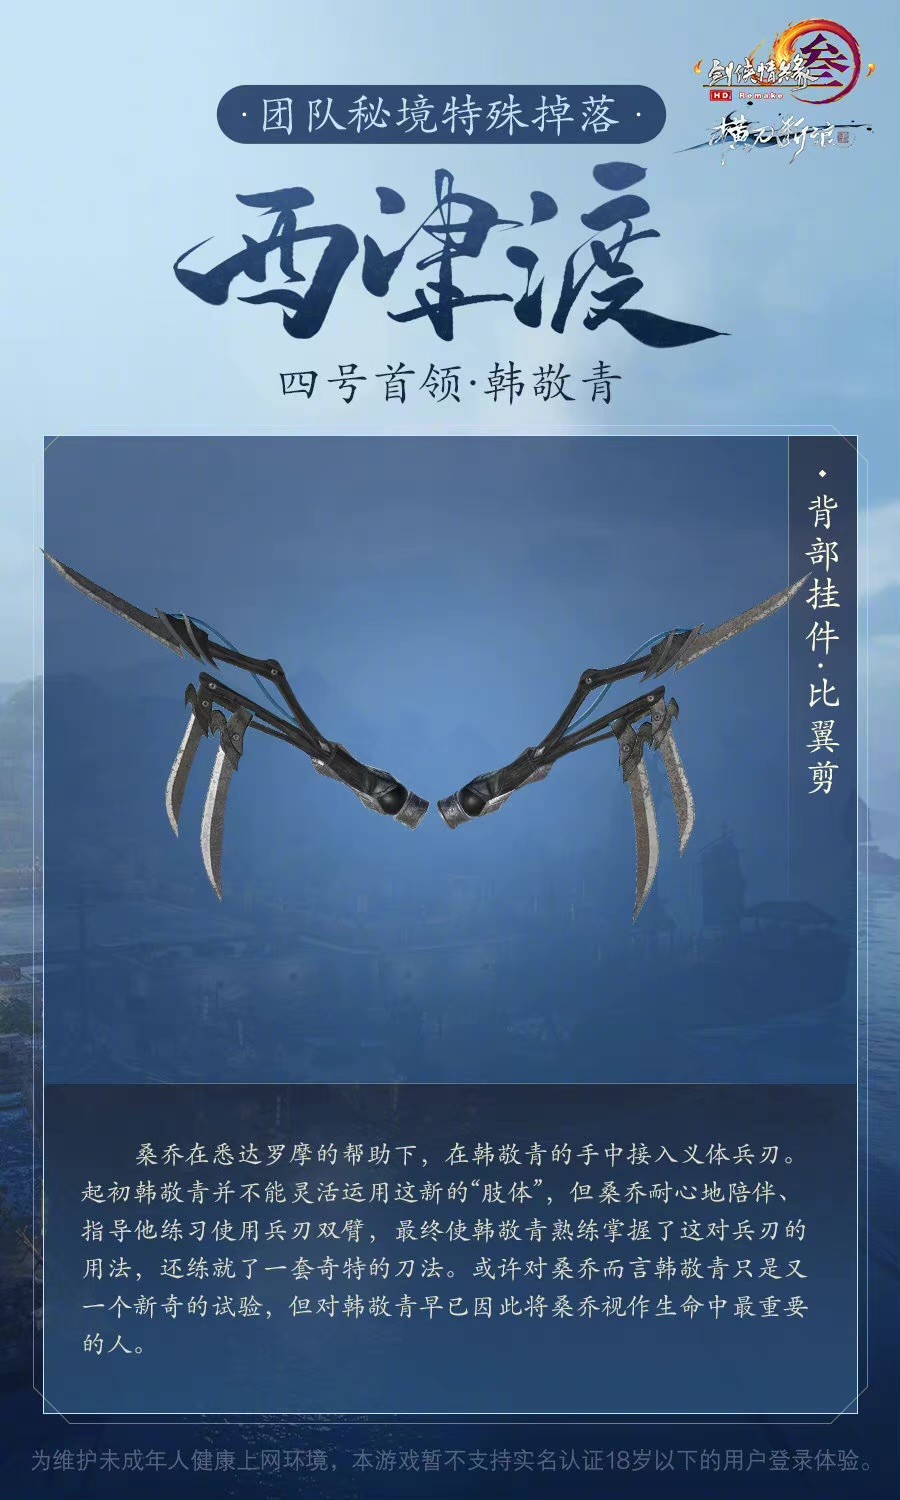 剑侠情缘叁
HD Remake
横刀断浪
·团队秘境特殊掉落·
西津渡
四号首领·韩敬青
·背部挂件·比翼剪
桑乔在悉达罗摩的帮助下，在韩敬青的手中接入义体兵刃。
起初韩敬青并不能灵活运用这新的“肢体”，但桑乔耐心地陪伴、
指导他练习使用兵刃双臂，最终使韩敬青熟练掌握了这对兵刃的
用法，还练就了一套奇特的刀法。或许对桑乔而言韩敬青只是又
一个新奇的试验，但对韩敬青早已因此将桑乔视作生命中最重要
的人。
为维护未成年人健康上网环境，本游戏暂不支持实名认证18岁以下的用户登录体验。